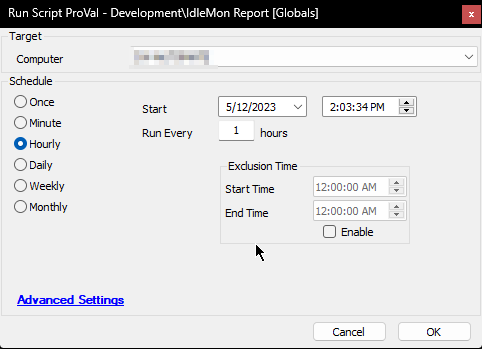 Run Script ProVal - Development\IdleMon Report [Globals]
Target
Computer
Schedule
Once
Minute
Hourly
Daily
Weekly
Monthly
Start 5/12/2023 2:03:34 PM
Run Every 1 hours
Exclusion Time
Start Time 12:00:00 AM
End Time 12:00:00 AM
Enable
Advanced Settings
Cancel OK